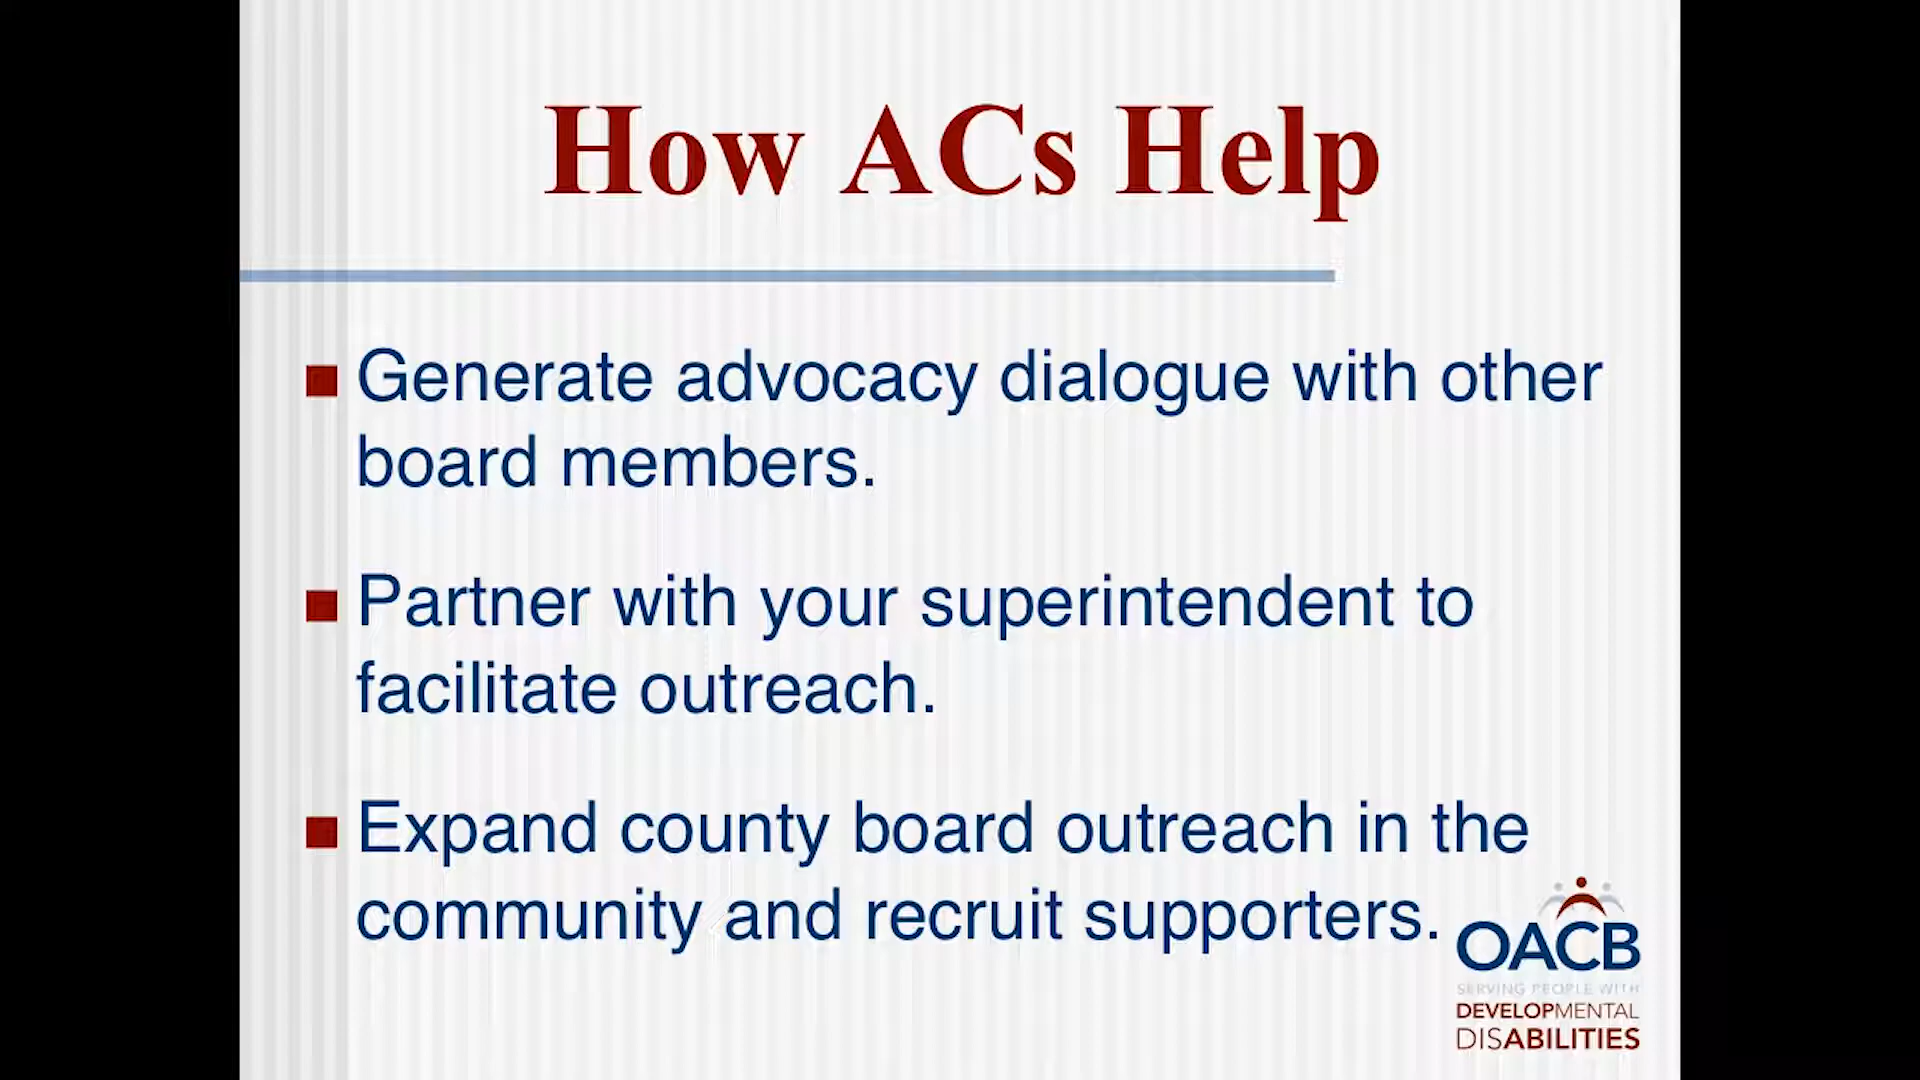 How ACs Help
Generate advocacy dialogue with other
board members.
Partner with your superintendent to
facilitate outreach.
Expand county board outreach in the
community and recruit supporters.
OACB
SERVING PEOPLE WITH
DEVELOPMENTAL
DISABILITIES